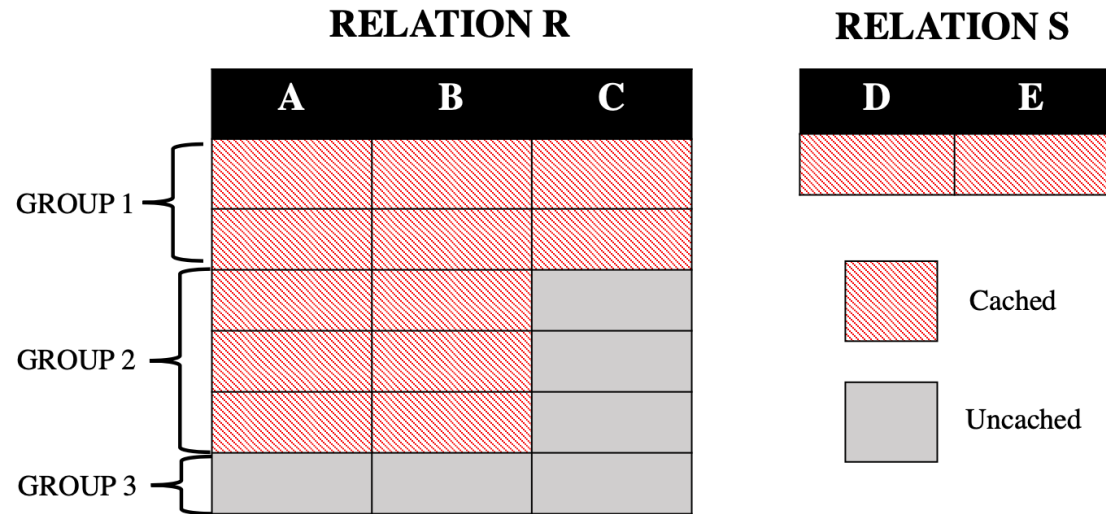 RELATION R
RELATION S
A B C
D E
GROUP 1
GROUP 2
GROUP 3
Cached
Uncached